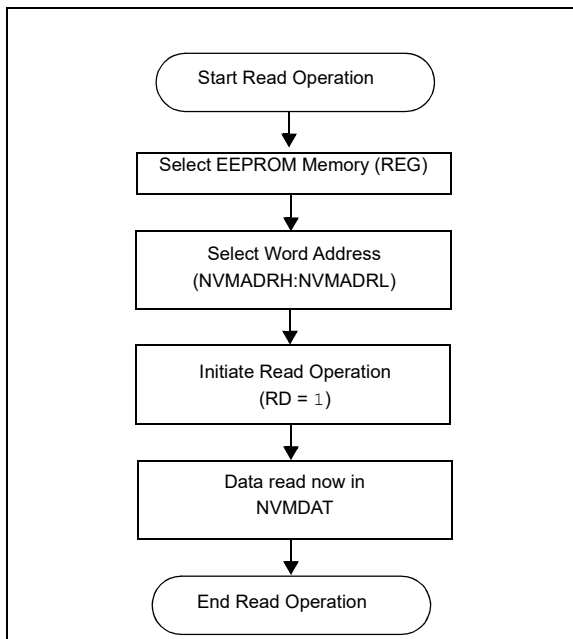 Start Read Operation
Select EEPROM Memory (REG)
Select Word Address
(NVMADRH:NVMADRL)
Initiate Read Operation
(RD = 1)
Data read now in
NVMDAT
End Read Operation